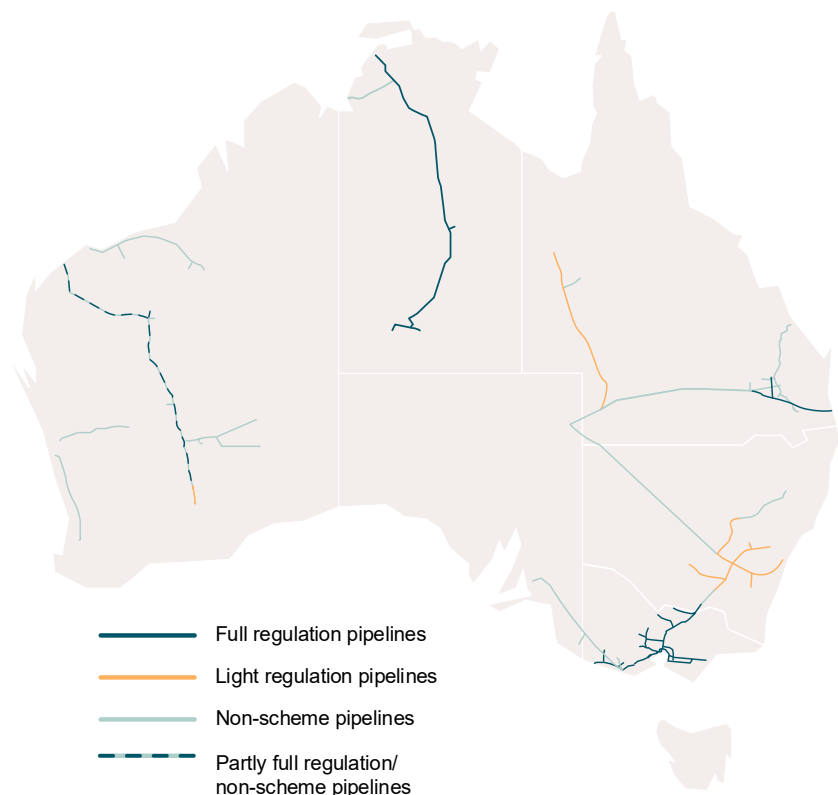 Full regulation pipelines
Light regulation pipelines
Non-scheme pipelines
Partly full regulation/
non-scheme pipelines